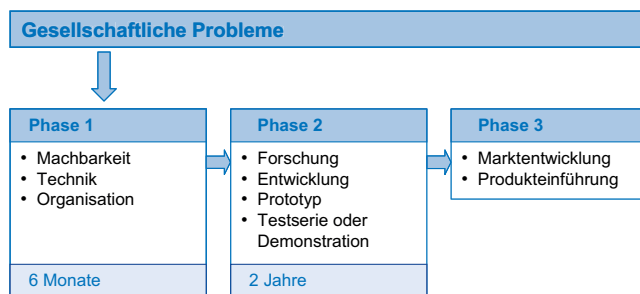 Gesellschaftliche Probleme
Phase 1
• Machbarkeit
• Technik
• Organisation
6 Monate
Phase 2
• Forschung
• Entwicklung
• Prototyp
• Testserie oder
Demonstration
2 Jahre
Phase 3
• Marktentwicklung
• Produkteinführung